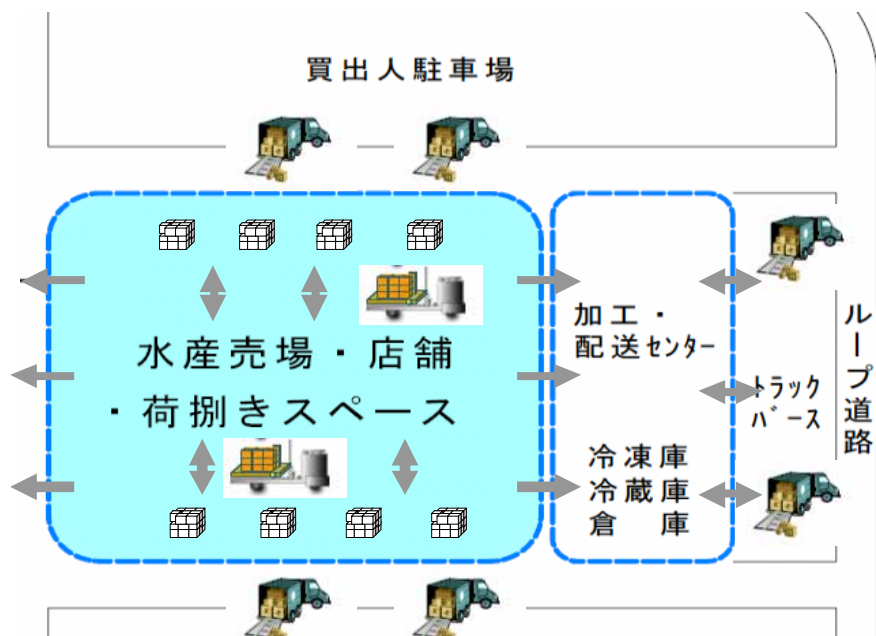 買出人駐車場
水産売場・店舗
・荷捌きスペース
加工・
配送ｾﾝﾀｰ
冷凍庫
冷蔵庫
倉　庫
ﾄﾗｯｸ
ﾊﾞｰｽ
ループ道路